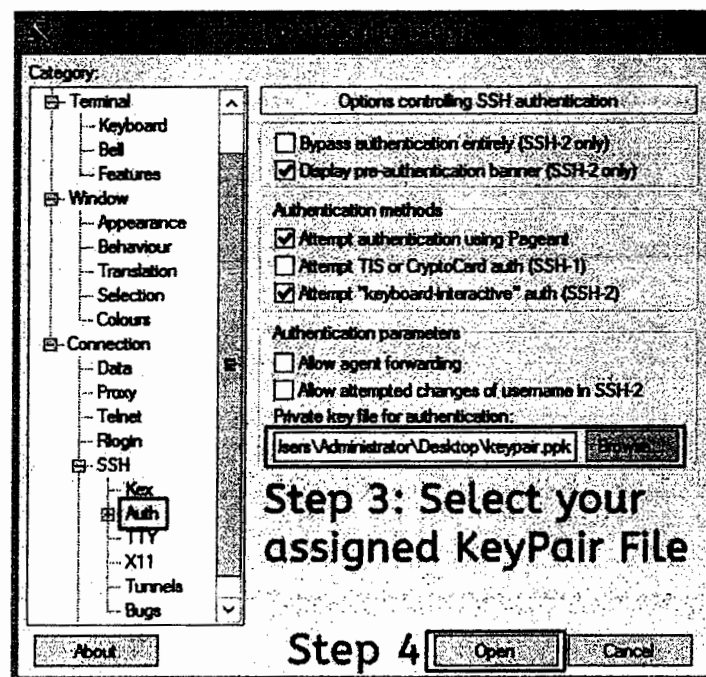 Category:
Terminal
Keyboard
Bell
Features
Window
Appearance
Behaviour
Translation
Selection
Colours
Connection
Data
Proxy
Telnet
Rlogin
SSH
Kex
Auth
TTY
X11
Tunnels
Bugs
Options controlling SSH authentication
Bypass authentication entirely (SSH-2 only)
Display pre-authentication banner (SSH-2 only)
Authentication methods
Attempt authentication using Pageant
Attempt TIS or CryptoCard auth (SSH-1)
Attempt "keyboard-interactive" auth (SSH-2)
Authentication parameters
Allow agent forwarding
Allow attempted changes of username in SSH-2
Private key file for authentication:
Jsers\Administrator\Desktop\keypair.ppk Browse...
Step 3: Select your
assigned KeyPair File
About Step 4 Open Cancel